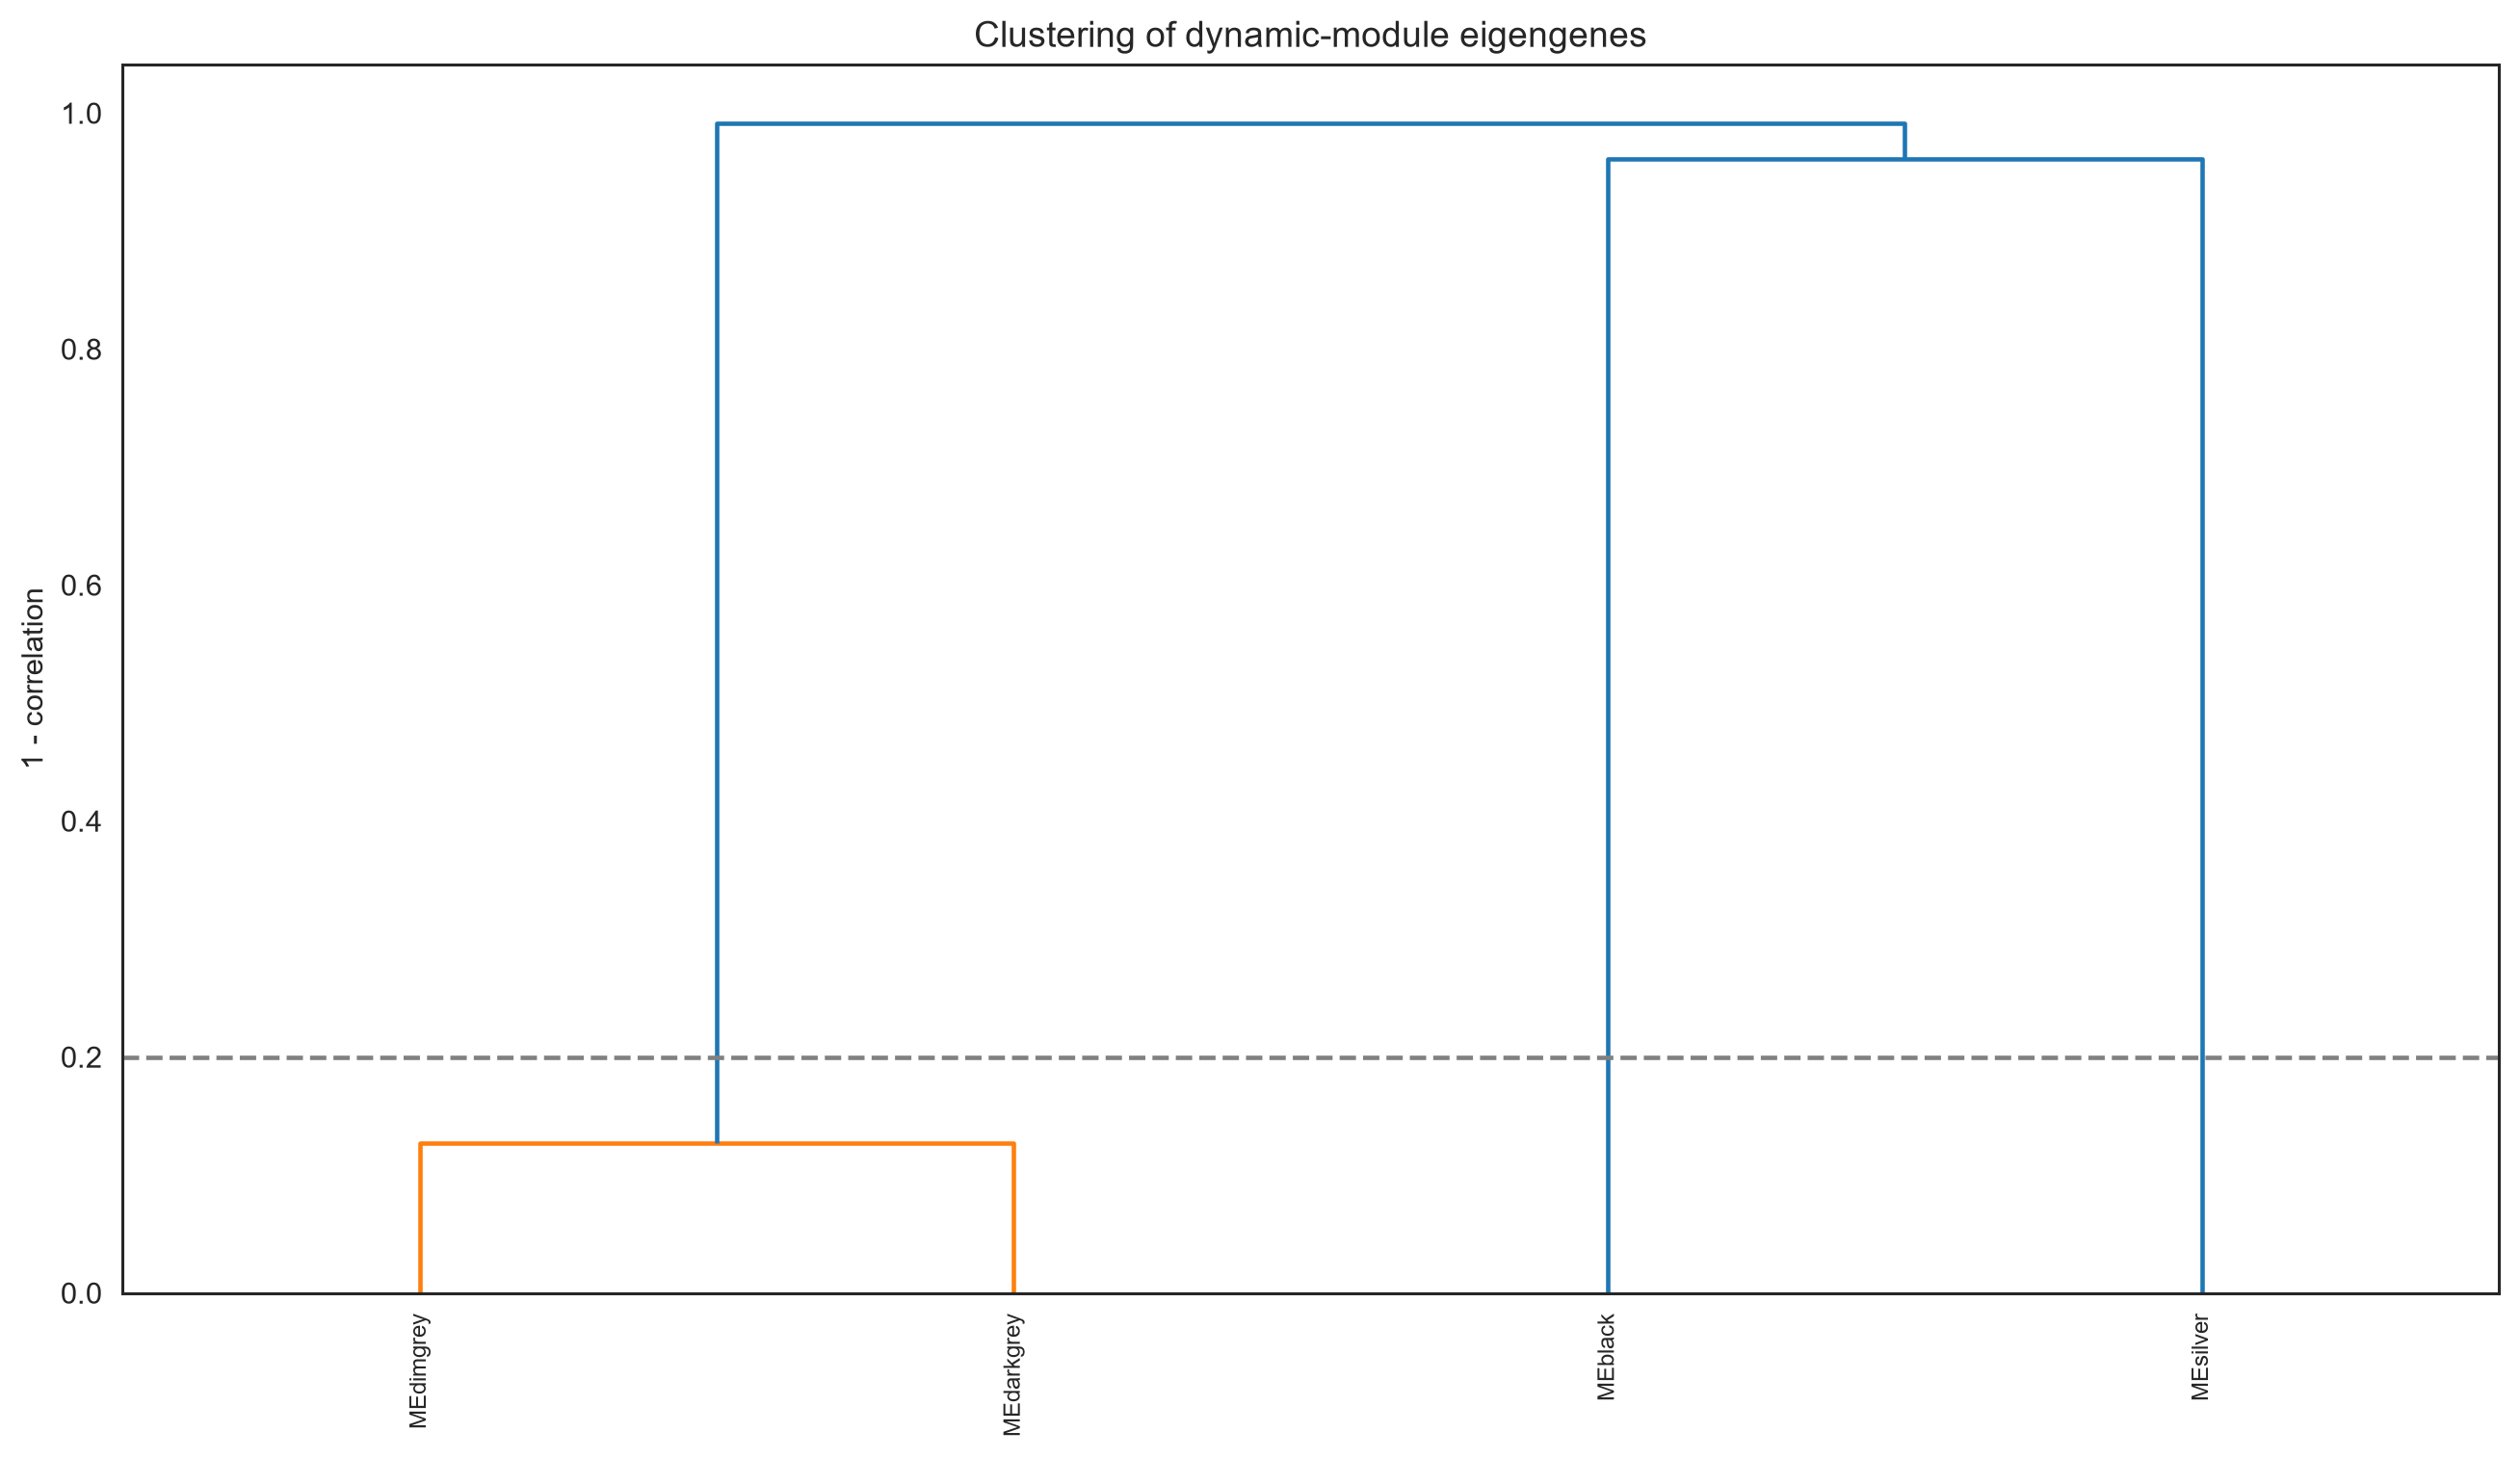 Clustering of dynamic-module eigengenes
1 - correlation
1.0
0.8
0.6
0.4
0.2
0.0
MEdimgrey
MEdarkgrey
MEblack
MEsilver